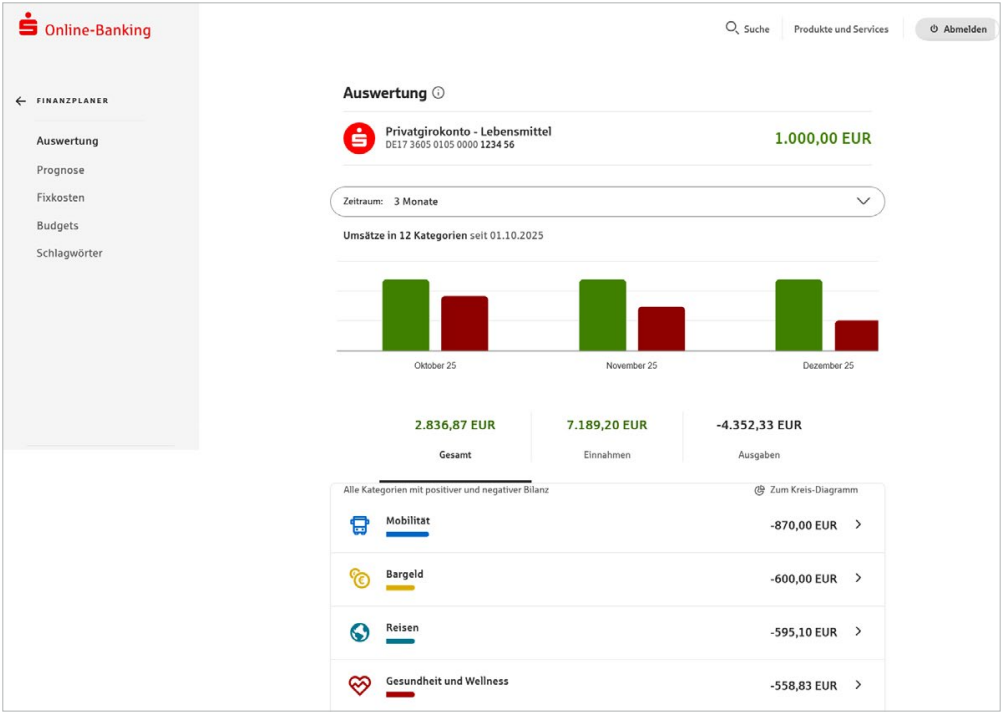 Online-Banking
Suche
Produkte und Services
Abmelden
FINANZPLANER
Auswertung
Prognose
Fixkosten
Budgets
Schlagwörter
Auswertung
Privatgirokonto - Lebensmittel
DE17 3605 0105 0000 1234 56
1.000,00 EUR
Zeitraum: 3 Monate
Umsätze in 12 Kategorien seit 01.10.2025
Oktober 25
November 25
Dezember 25
2.836,87 EUR
Gesamt
7.189,20 EUR
Einnahmen
-4.352,33 EUR
Ausgaben
Alle Kategorien mit positiver und negativer Bilanz
Zum Kreis-Diagramm
Mobilität
-870,00 EUR
Bargeld
-600,00 EUR
Reisen
-595,10 EUR
Gesundheit und Wellness
-558,83 EUR